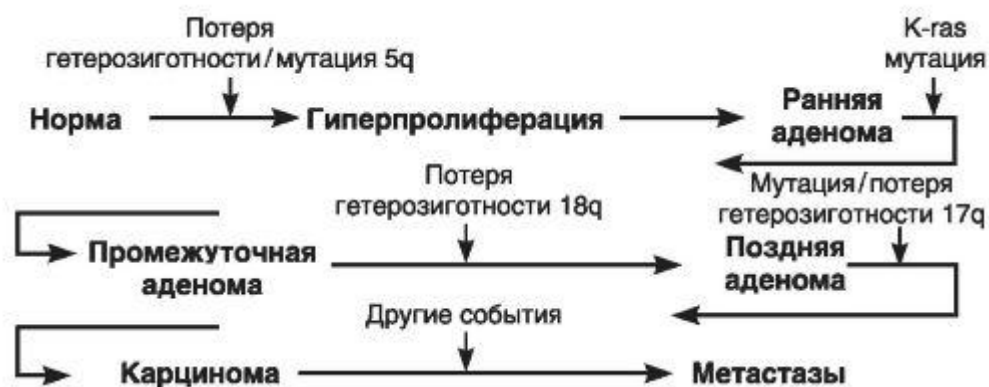 Потеря
гетерозиготности/мутация 5q
K-ras
мутация
Норма
Гиперпролиферация
Ранняя
аденома
Потеря
гетерозиготности 18q
Мутация/потеря
гетерозиготности 17q
Промежуточная
аденома
Поздняя
аденома
Другие события
Карцинома
Метастазы